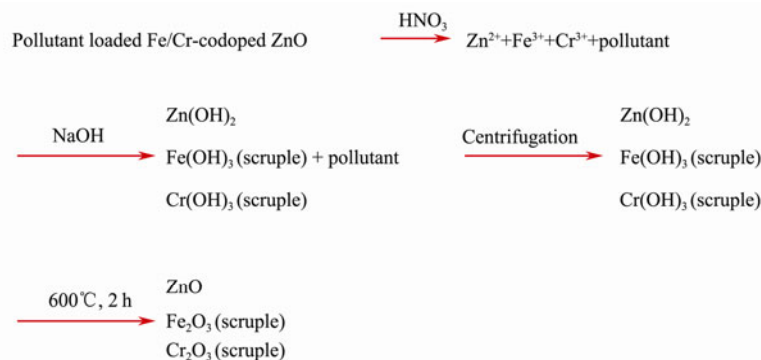 Pollutant loaded Fe/Cr-codoped ZnO
HNO₃
Zn²⁺+Fe³⁺+Cr³⁺+pollutant
NaOH
Zn(OH)₂
Fe(OH)₃ (scruple) + pollutant
Cr(OH)₃ (scruple)
Centrifugation
Zn(OH)₂
Fe(OH)₃ (scruple)
Cr(OH)₃ (scruple)
600℃, 2 h
ZnO
Fe₂O₃ (scruple)
Cr₂O₃ (scruple)